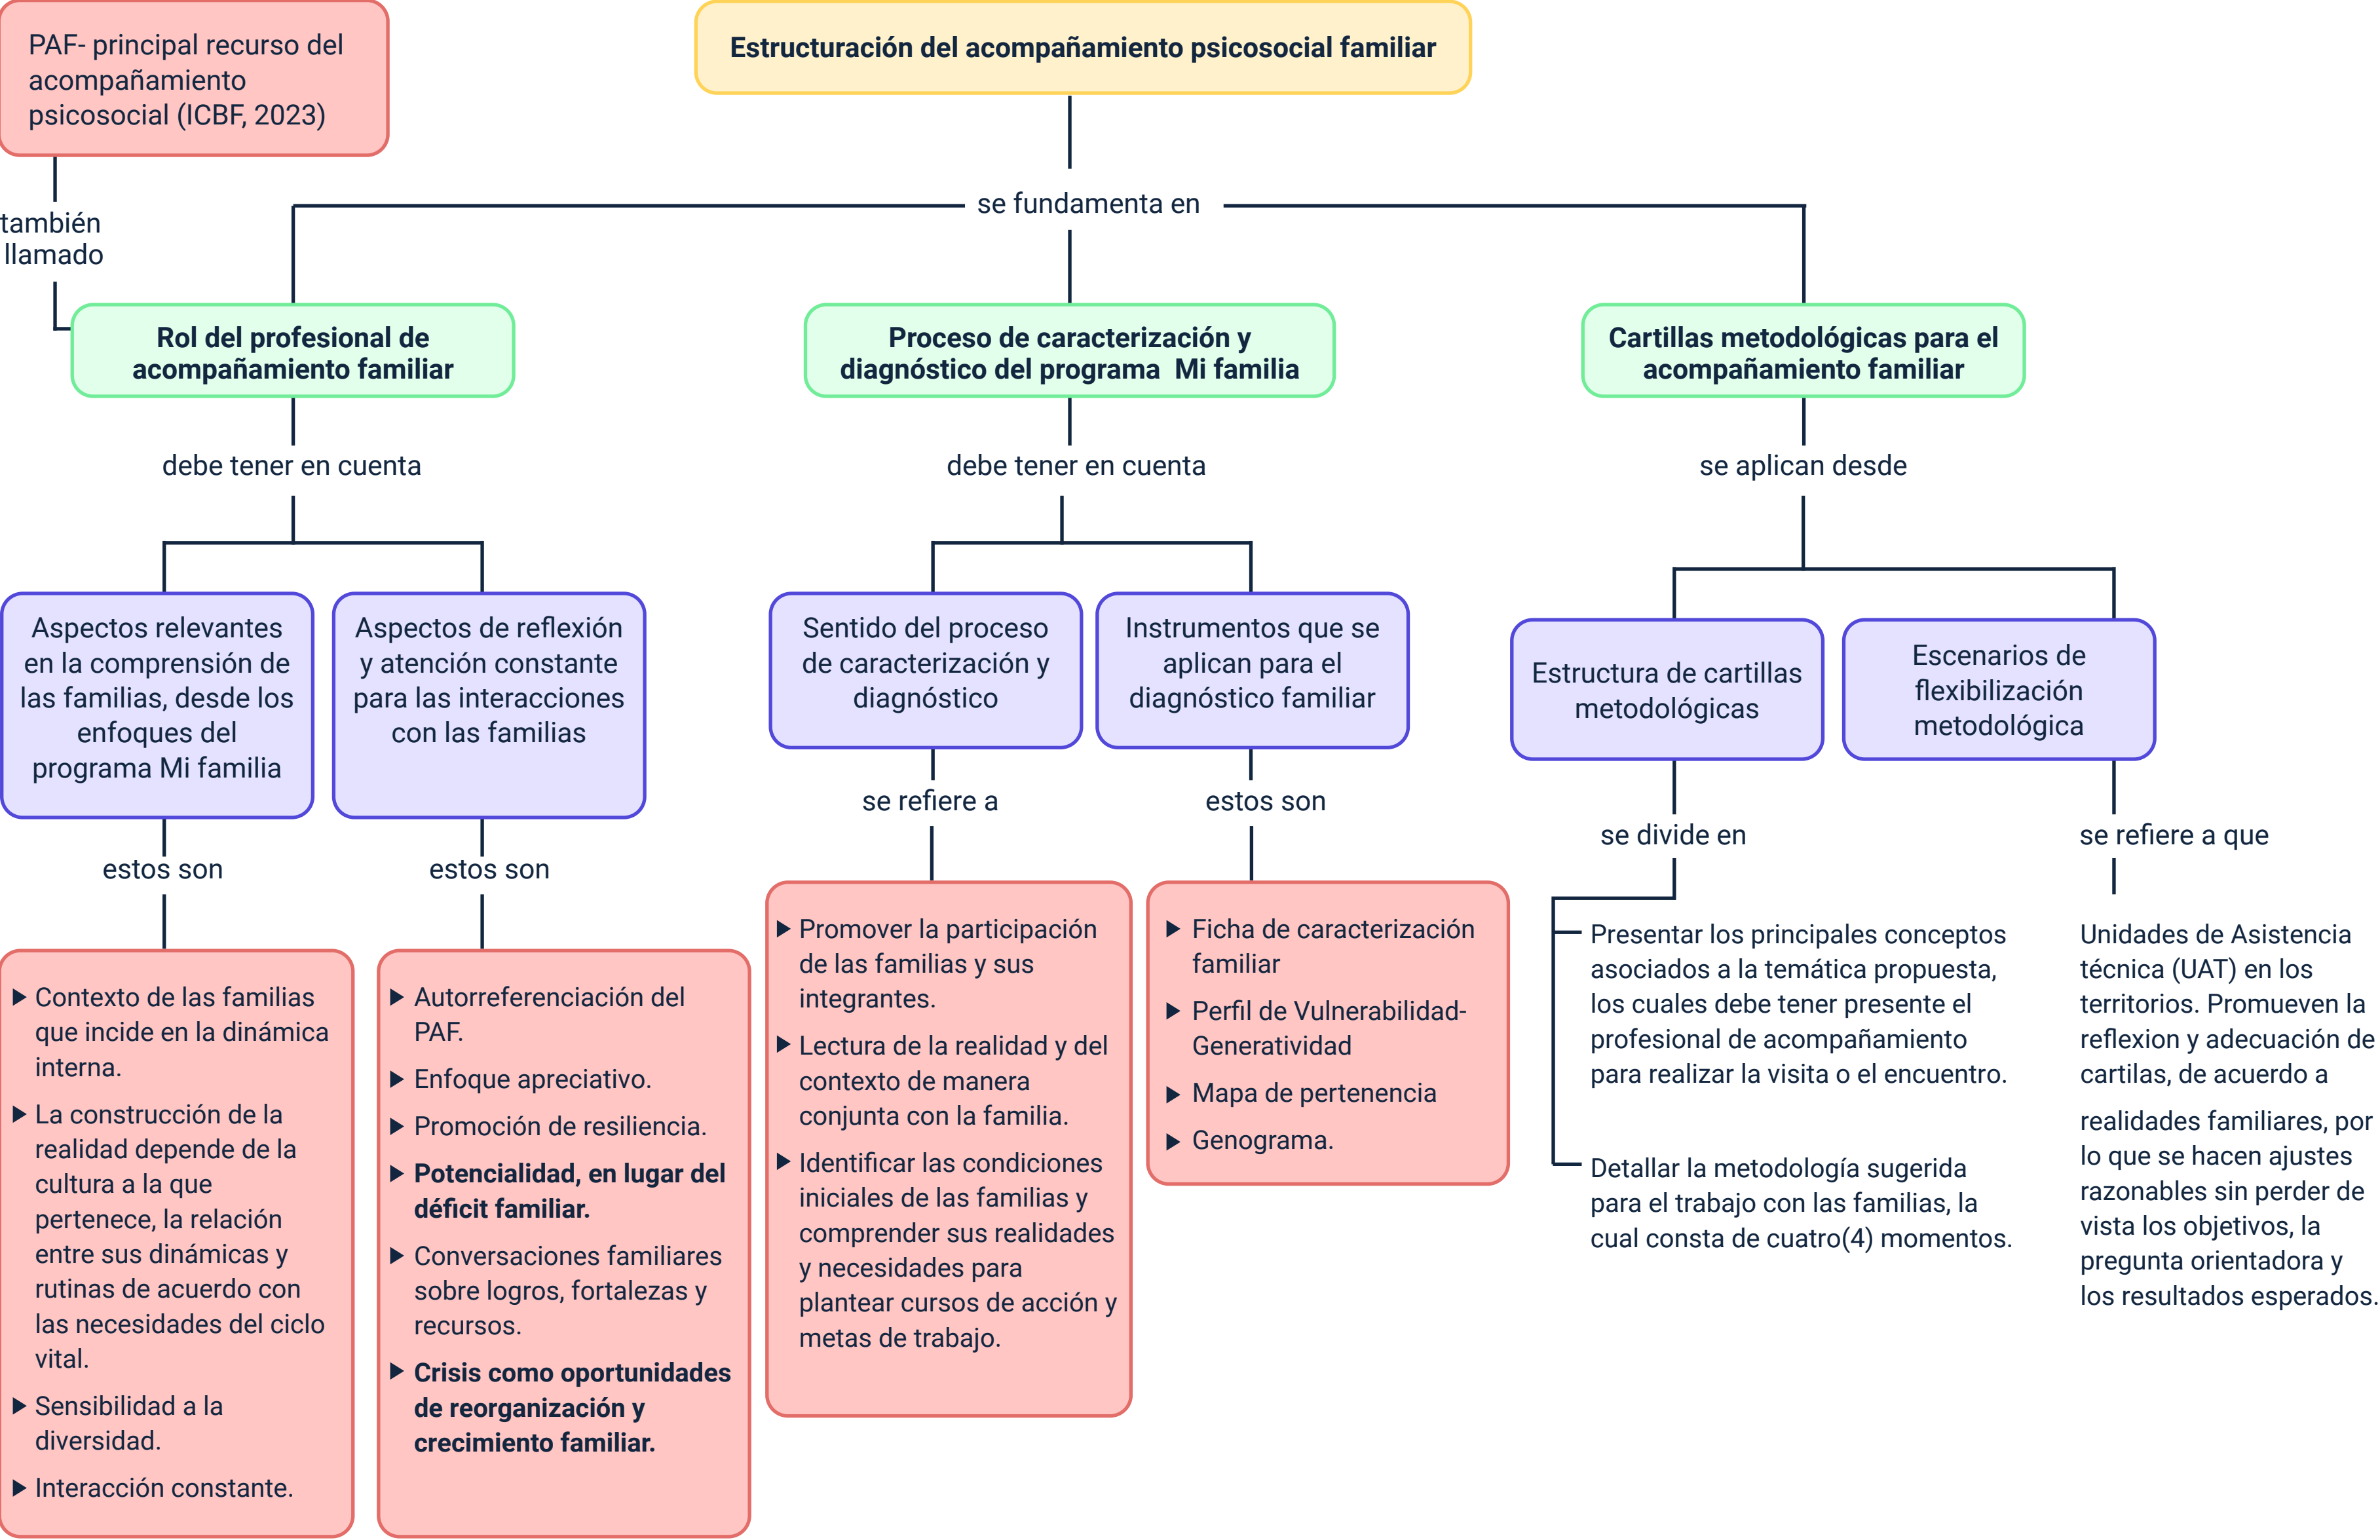 PAF- principal recurso del
acompañamiento
psicosocial (ICBF, 2023)
Estructuración del acompañamiento psicosocial familiar
también
llamado
se fundamenta en
Rol del profesional de
acompañamiento familiar
Proceso de caracterización y
diagnóstico del programa  Mi familia
Cartillas metodológicas para el
acompañamiento familiar
debe tener en cuenta
debe tener en cuenta
se aplican desde
Aspectos relevantes
en la comprensión de
las familias, desde los
enfoques del
programa Mi familia
Aspectos de reflexión
y atención constante
para las interacciones
con las familias
Sentido del proceso
de caracterización y
diagnóstico
Instrumentos que se
aplican para el
diagnóstico familiar
Estructura de cartillas
metodológicas
Escenarios de
flexibilización
metodológica
estos son
estos son
se refiere a
estos son
se divide en
se refiere a que
Contexto de las familias
que incide en la dinámica
interna.
La construcción de la
realidad depende de la
cultura a la que
pertenece, la relación
entre sus dinámicas y
rutinas de acuerdo con
las necesidades del ciclo
vital.
Sensibilidad a la
diversidad.
Interacción constante.
Autorreferenciación del
PAF.
Enfoque apreciativo.
Promoción de resiliencia.
Potencialidad, en lugar del
déficit familiar.
Conversaciones familiares
sobre logros, fortalezas y
recursos.
Crisis como oportunidades
de reorganización y
crecimiento familiar.
Promover la participación
de las familias y sus
integrantes.
Lectura de la realidad y del
contexto de manera
conjunta con la familia.
Identificar las condiciones
iniciales de las familias y
comprender sus realidades
y necesidades para
plantear cursos de acción y
metas de trabajo.
Ficha de caracterización
familiar
Perfil de Vulnerabilidad-
Generatividad
Mapa de pertenencia
Genograma.
Presentar los principales conceptos
asociados a la temática propuesta,
los cuales debe tener presente el
profesional de acompañamiento
para realizar la visita o el encuentro.
Detallar la metodología sugerida
para el trabajo con las familias, la
cual consta de cuatro(4) momentos.
Unidades de Asistencia
técnica (UAT) en los
territorios. Promueven la
reflexion y adecuación de
cartilas, de acuerdo a
realidades familiares, por
lo que se hacen ajustes
razonables sin perder de
vista los objetivos, la
pregunta orientadora y
los resultados esperados.